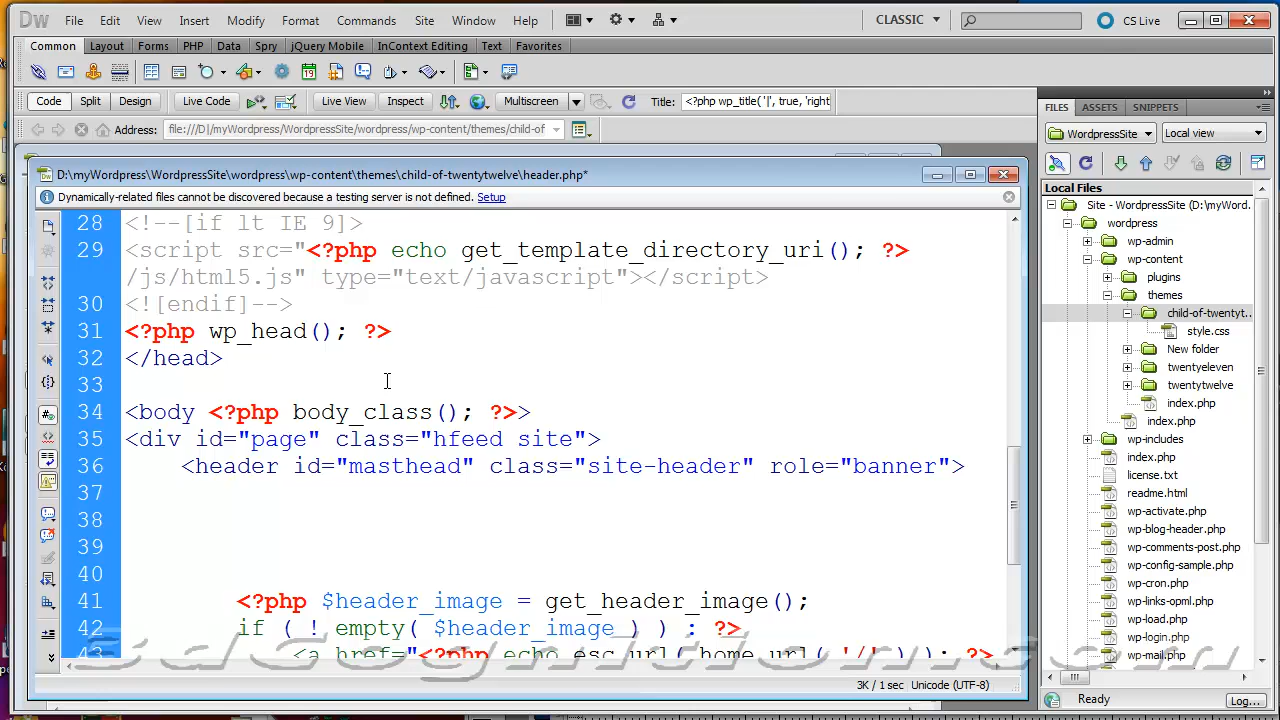 Dw File Edit View Insert Modify Format Commands Site Window Help CLASSIC CS Live
Common Layout Forms PHP Data Spry jQuery Mobile InContext Editing Text Favorites
Code Split Design Live Code Live View Inspect Multiscreen Title: <?php wp_title( '|', true, 'right
Address: file:///D|/myWordpress/WordpressSite/wordpress/wp-content/themes/child-of
D:\myWordpress\WordpressSite\wordpress\wp-content\themes\child-of-twentytwelve\header.php*
Dynamically-related files cannot be discovered because a testing server is not defined. Setup
28 <!--[if lt IE 9]>
29 <script src="<?php echo get_template_directory_uri(); ?>
/js/html5.js" type="text/javascript"></script>
30 <![endif]-->
31 <?php wp_head(); ?>
32 </head>
33
34 <body <?php body_class(); ?>>
35 <div id="page" class="hfeed site">
36 <header id="masthead" class="site-header" role="banner">
37
38
39
40
41 <?php $header_image = get_header_image();
42 if ( ! empty( $header_image ) ) : ?>
43 <a href="<?php echo esc_url( home_url( '/' ) ); ?>
3K / 1 sec Unicode (UTF-8)
FILES ASSETS SNIPPETS
WordpressSite Local view
Local Files
Site - WordpressSite (D:\myWord...
wordpress
wp-admin
wp-content
plugins
themes
child-of-twentyt...
style.css
New folder
twentyeleven
twentytwelve
index.php
index.php
wp-includes
index.php
license.txt
readme.html
wp-activate.php
wp-blog-header.php
wp-comments-post.php
wp-config-sample.php
wp-cron.php
wp-links-opml.php
wp-load.php
wp-login.php
wp-mail.php
Ready Log...